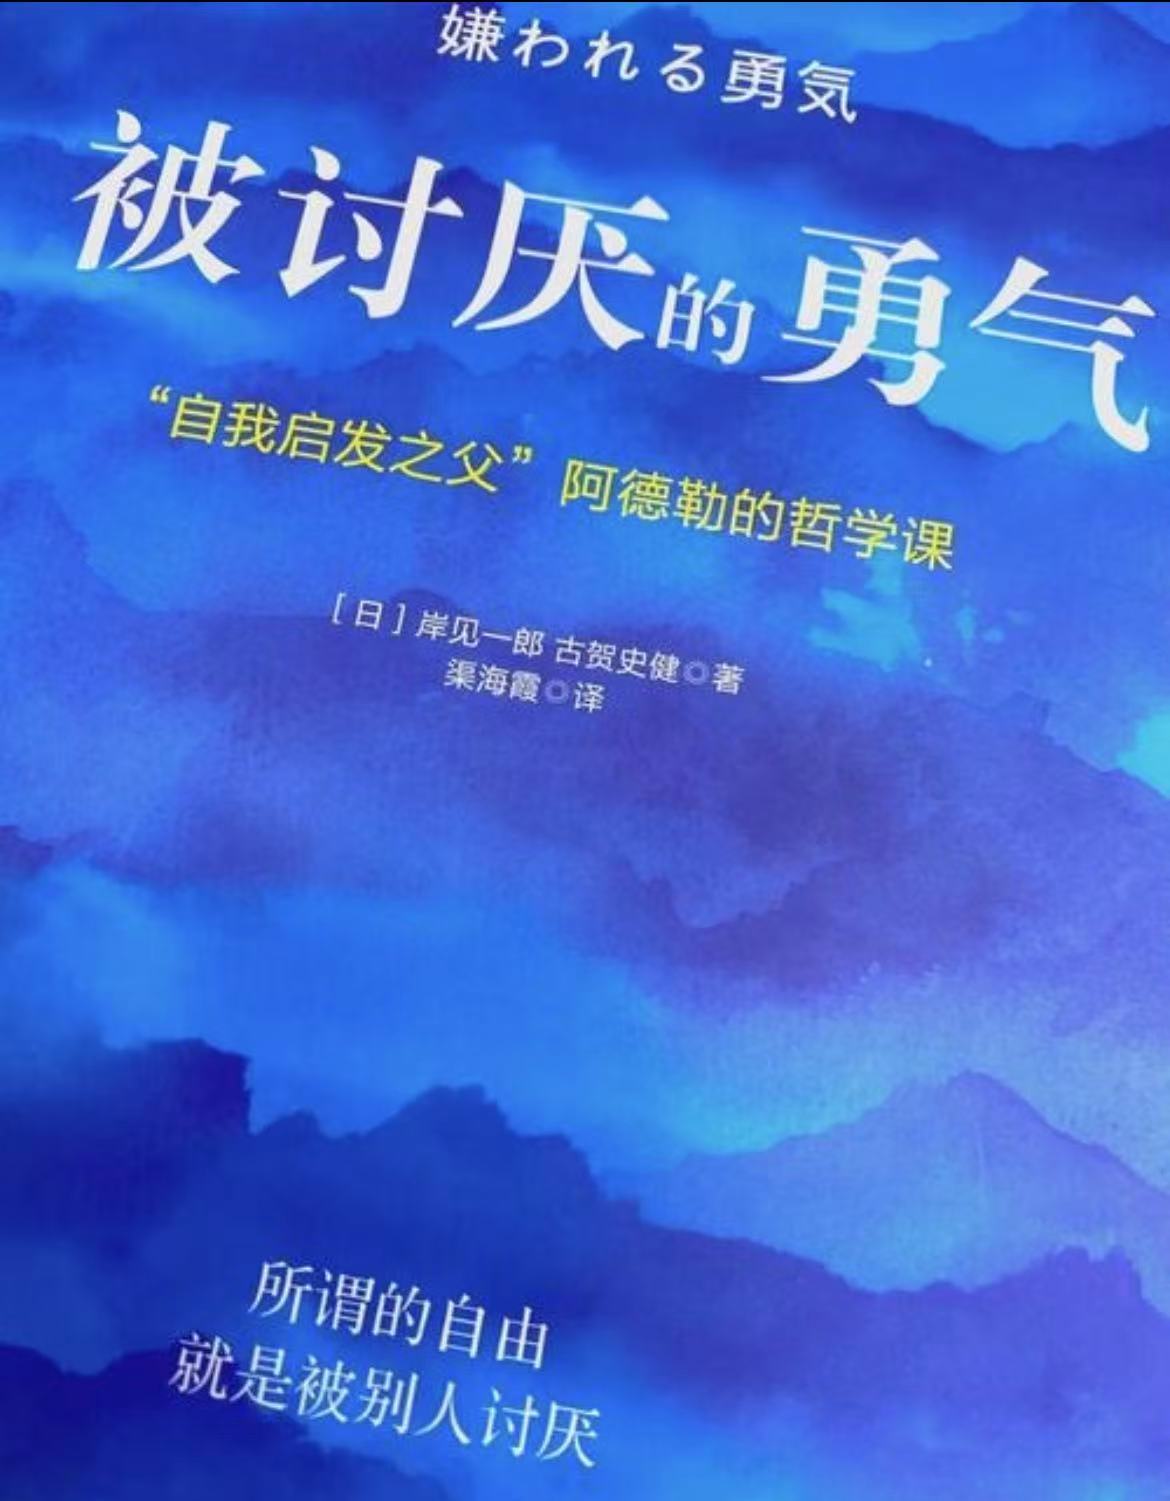 嫌われる勇気
被讨厌的勇气
“自我启发之父”阿德勒的哲学课
[日]岸见一郎 古贺史健◎著
渠海霞◎译
所谓的自由
就是被别人讨厌